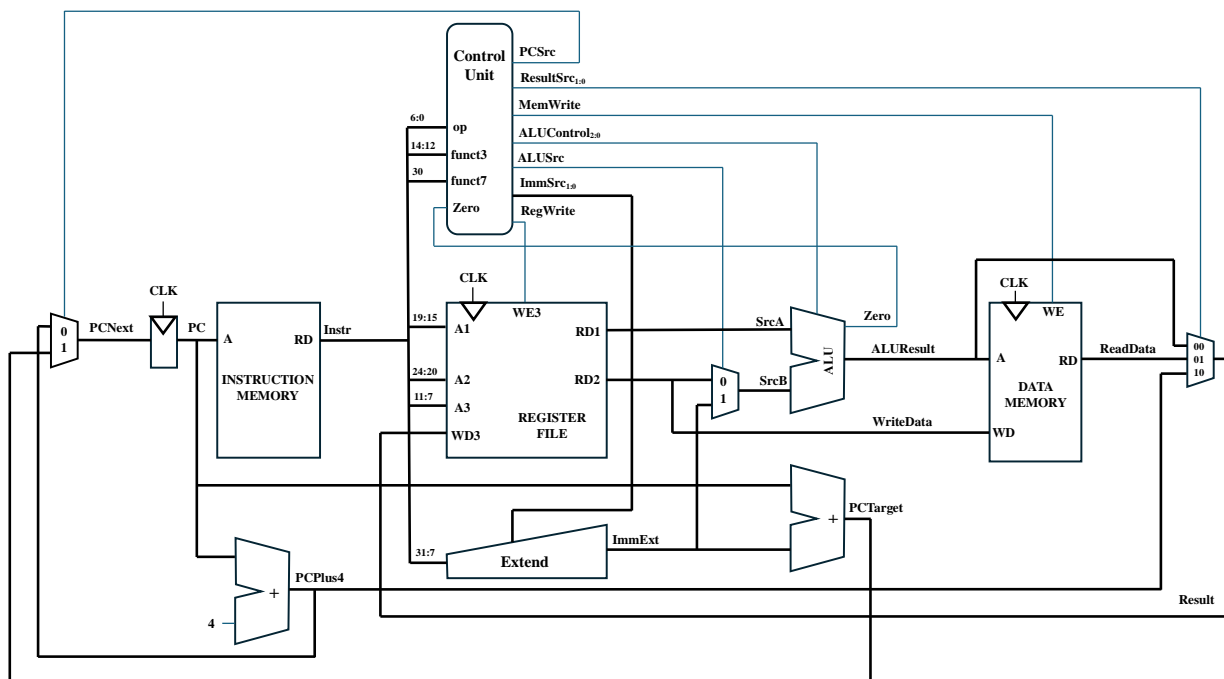 PCSrc
Control
Unit
ResultSrc1:0
MemWrite
6:0
op
ALUControl2:0
14:12
funct3
ALUSrc
30
funct7
ImmSrc1:0
Zero
RegWrite
CLK
CLK
CLK
WE3
WE
Zero
0
1
PCNext
PC
A
RD
Instr
19:15
A1
RD1
SrcA
ALU
ALUResult
A
RD
ReadData
00
01
10
INSTRUCTION
MEMORY
24:20
A2
RD2
0
1
SrcB
DATA
MEMORY
11:7
A3
REGISTER
FILE
WD3
WriteData
WD
PCTarget
+
31:7
Extend
ImmExt
PCPlus4
+
4
Result